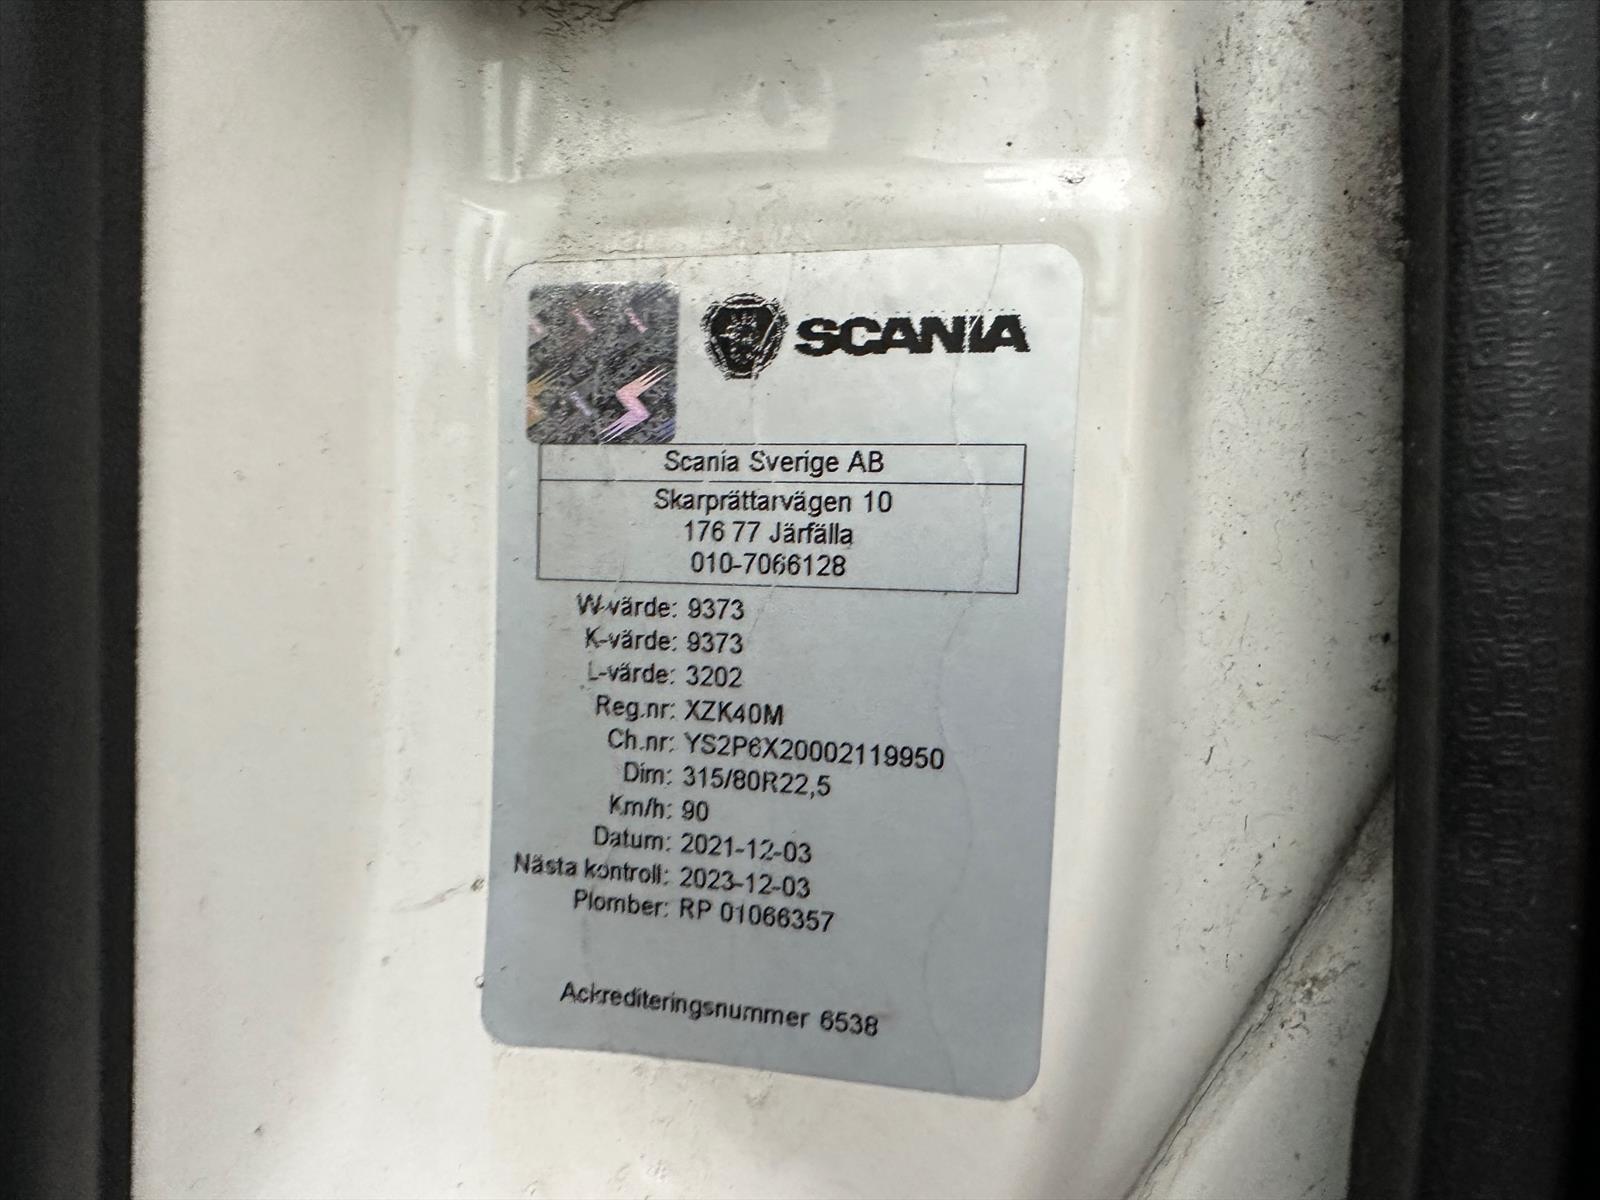 SCANIA
Scania Sverige AB
Skarprättarvägen 10
176 77 Järfälla
010-7066128
W-värde: 9373
K-värde: 9373
L-värde: 3202
Reg.nr: XZK40M
Ch.nr: YS2P6X20002119950
Dim: 315/80R22,5
Km/h: 90
Datum: 2021-12-03
Nästa kontroll: 2023-12-03
Plomber: RP 01066357
Ackrediteringsnummer 6538